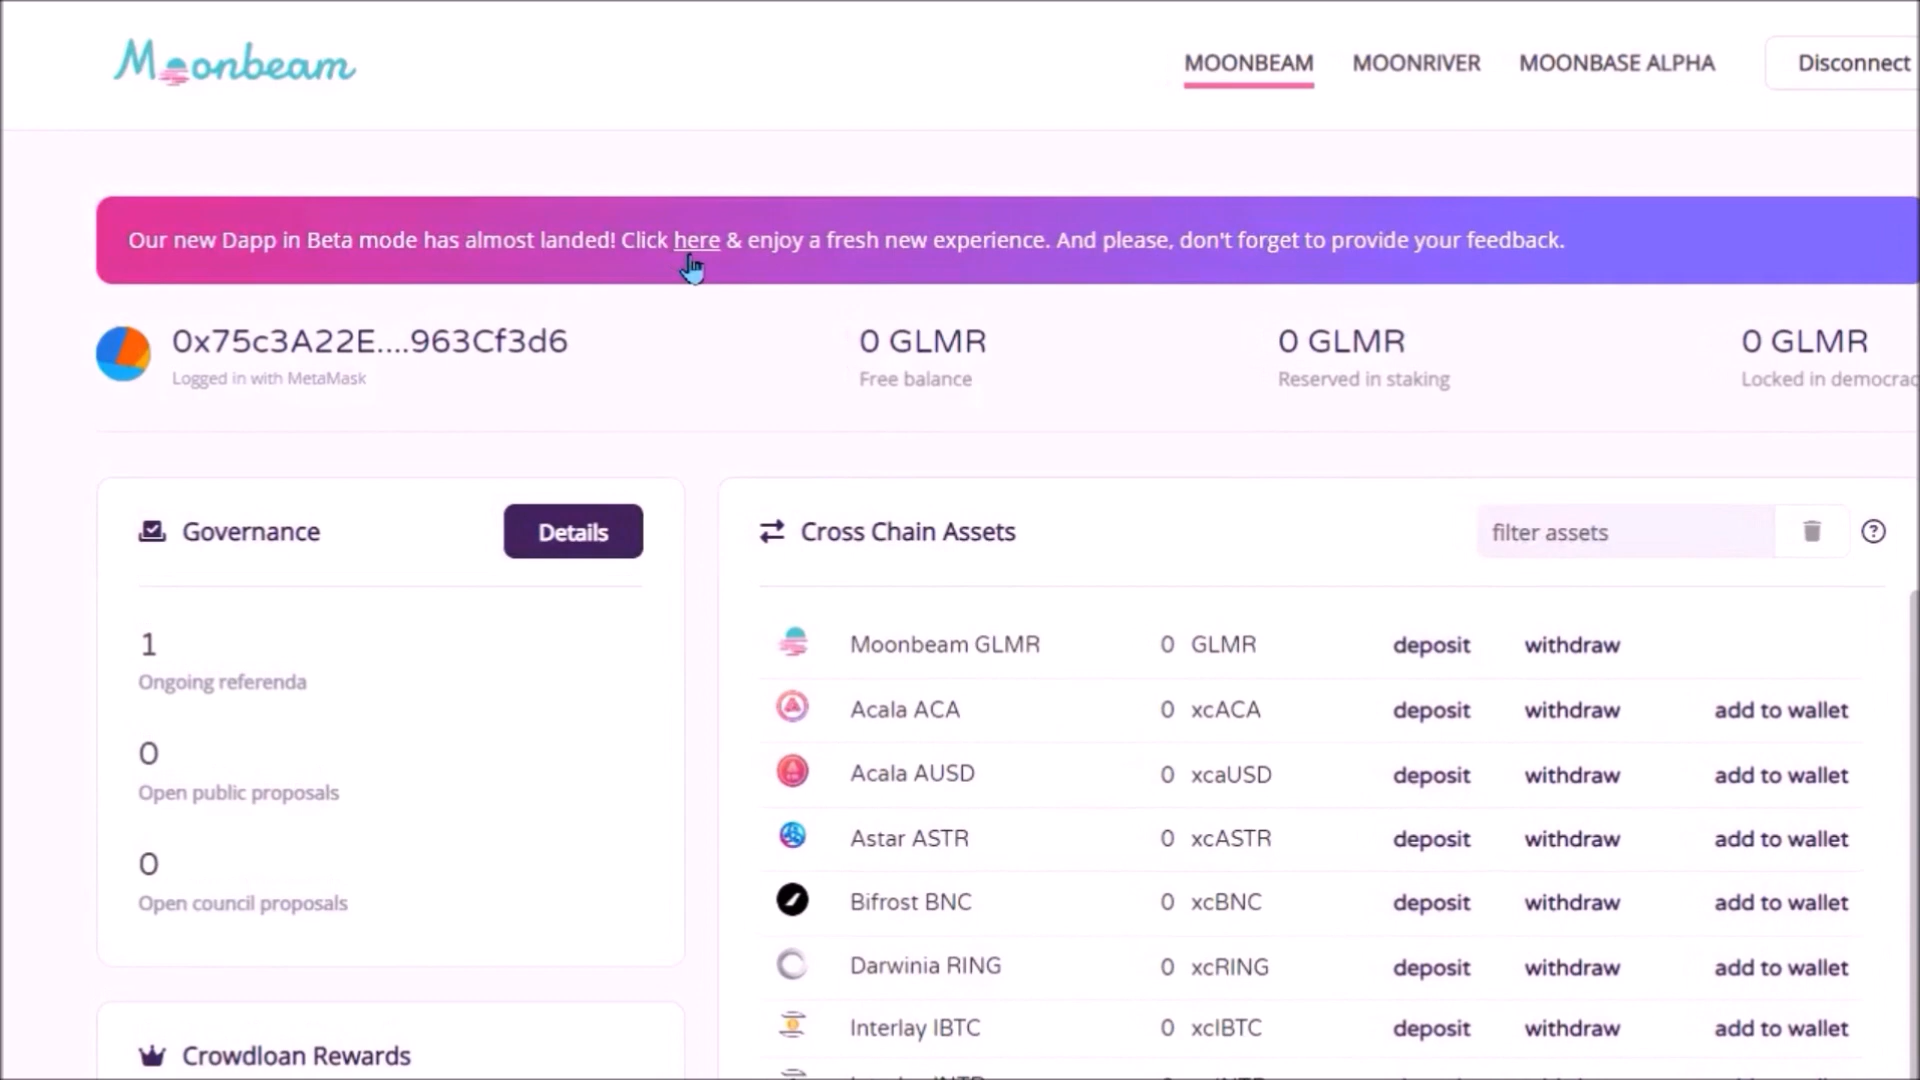 Moonbeam
MOONBEAM MOONRIVER MOONBASE ALPHA Disconnect
Our new Dapp in Beta mode has almost landed! Click here & enjoy a fresh new experience. And please, don't forget to provide your feedback.
0x75c3A22E....963Cf3d6
Logged in with MetaMask
0 GLMR
Free balance
0 GLMR
Reserved in staking
0 GLMR
Locked in democrac
Governance Details
1
Ongoing referenda
0
Open public proposals
0
Open council proposals
Crowdloan Rewards
Cross Chain Assets filter assets ?
Moonbeam GLMR 0 GLMR deposit withdraw
Acala ACA 0 xcACA deposit withdraw add to wallet
Acala AUSD 0 xcaUSD deposit withdraw add to wallet
Astar ASTR 0 xcASTR deposit withdraw add to wallet
Bifrost BNC 0 xcBNC deposit withdraw add to wallet
Darwinia RING 0 xcRING deposit withdraw add to wallet
Interlay IBTC 0 xcIBTC deposit withdraw add to wallet